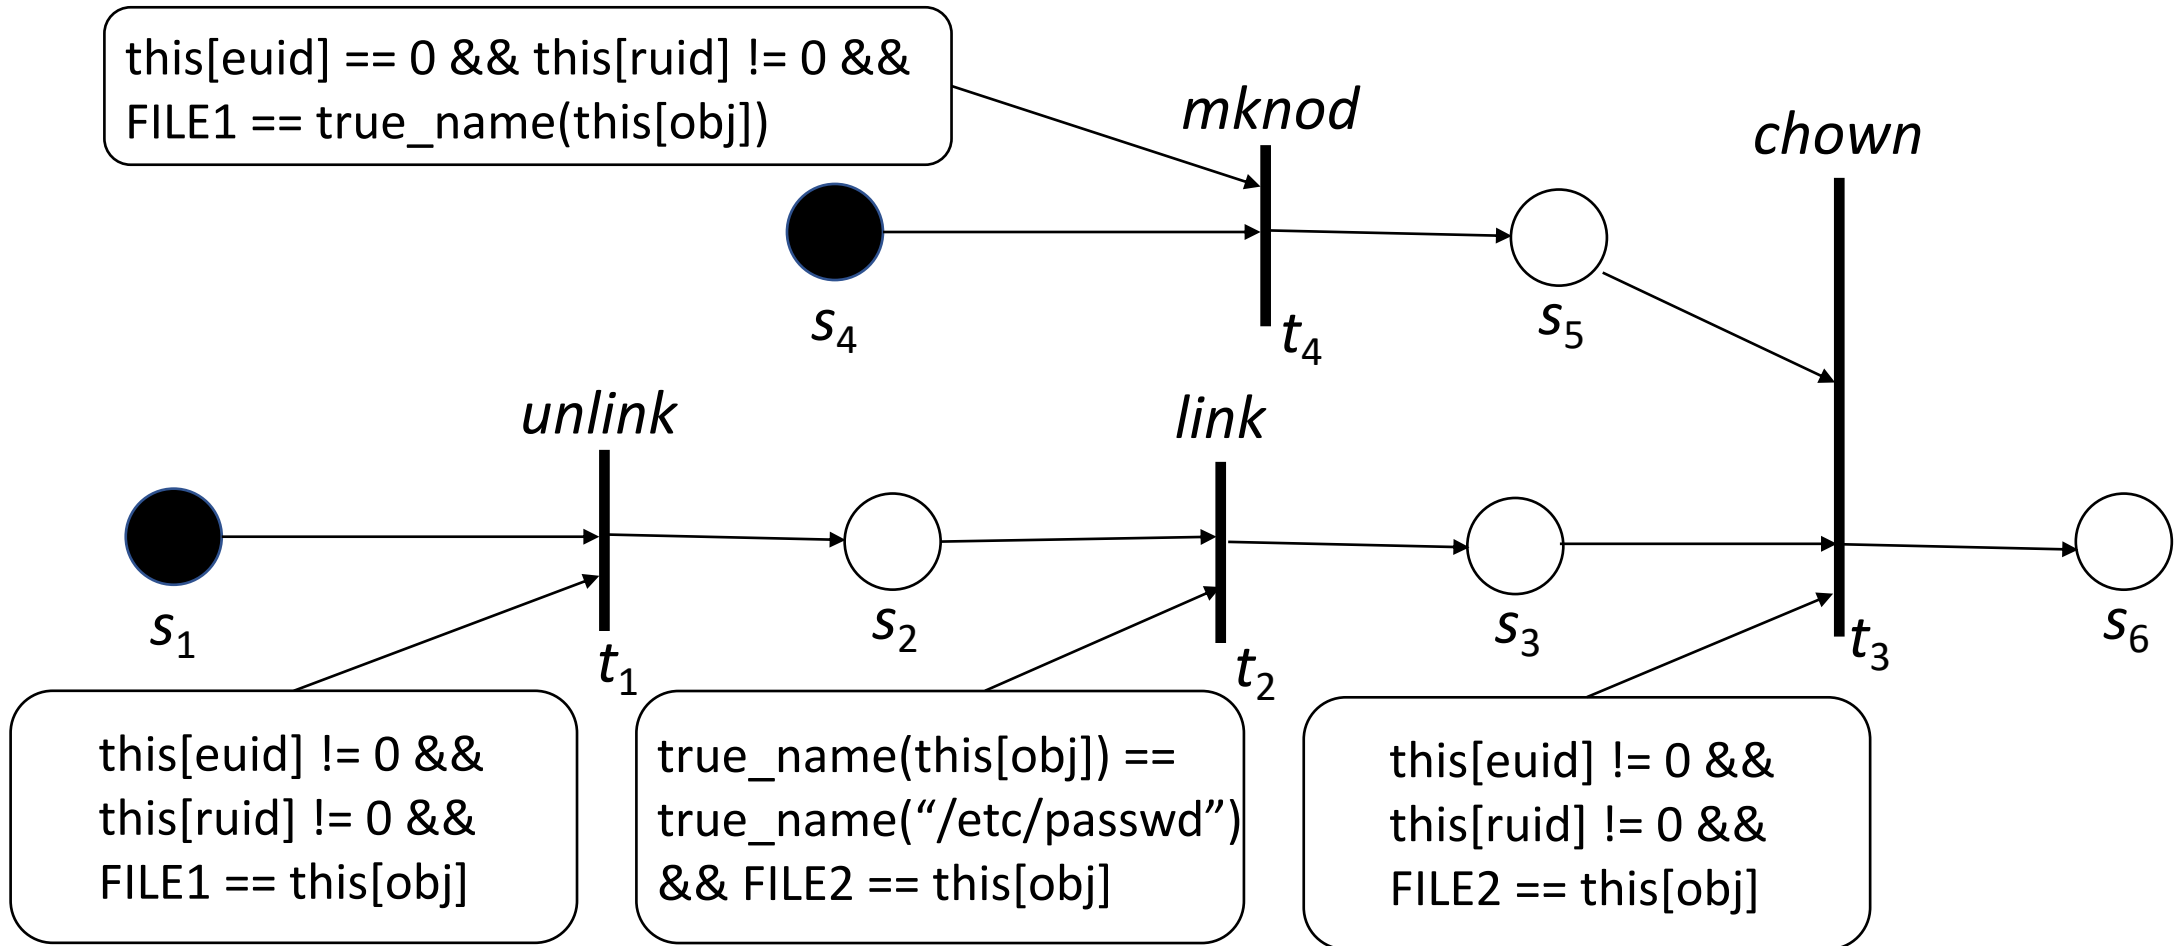 this[euid] == 0 && this[ruid] != 0 &&
FILE1 == true_name(this[obj])
mknod
chown
s4
t4
s5
unlink
link
s1
t1
s2
t2
s3
t3
s6
this[euid] != 0 &&
this[ruid] != 0 &&
FILE1 == this[obj]
true_name(this[obj]) ==
true_name(“/etc/passwd”)
&& FILE2 == this[obj]
this[euid] != 0 &&
this[ruid] != 0 &&
FILE2 == this[obj]